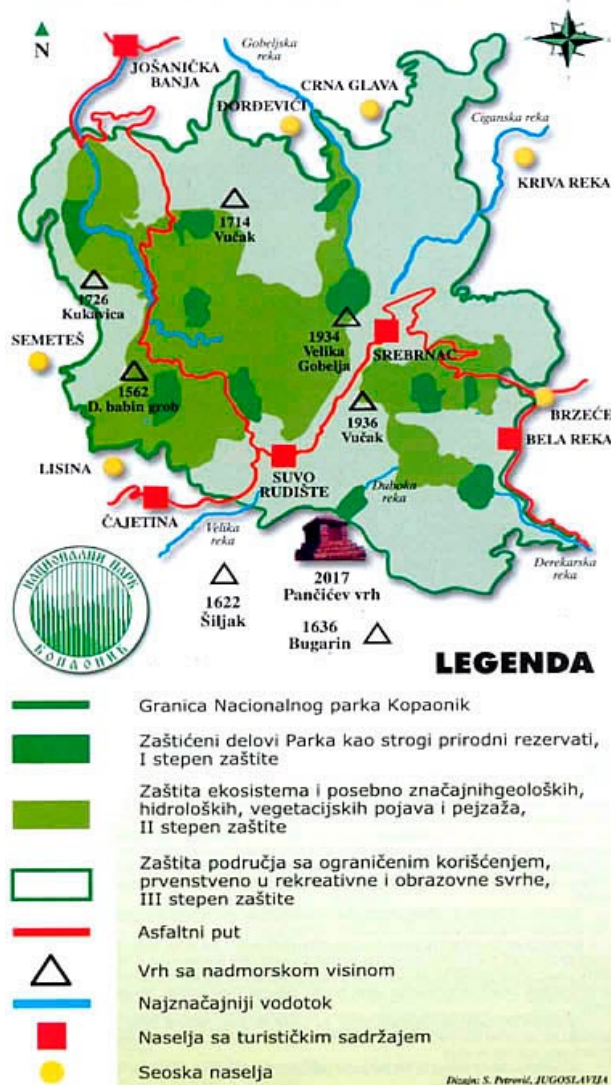 N
JOŠANIČKA
BANJA
Gobeljska
reka
CRNA GLAVA
ĐORĐEVIĆI
Ciganska reka
KRIVA REKA
1714
Vučak
1726
Kukavica
1934
Velika
Gobelja
SREBRNAC
SEMETEŠ
1562
D. babin grob
1936
Vučak
BRZEĆE
BELA REKA
LISINA
SUVO
RUDIŠTE
Duboka
reka
ČAJETINA
Velika
reka
Derekarska
reka
НАЦИОНАЛНИ ПАРК
КОПАОНИК
2017
Pančićev vrh
1622
Šiljak
1636
Bugarin
LEGENDA
Granica Nacionalnog parka Kopaonik
Zaštićeni delovi Parka kao strogi prirodni rezervati,
I stepen zaštite
Zaštita ekosistema i posebno značajnihgeoloških,
hidroloških, vegetacijskih pojava i pejzaža,
II stepen zaštite
Zaštita područja sa ograničenim korišćenjem,
prvenstveno u rekreativne i obrazovne svrhe,
III stepen zaštite
Asfaltni put
Vrh sa nadmorskom visinom
Najznačajniji vodotok
Naselja sa turističkim sadržajem
Seoska naselja
Dizajn: S. Petrović, JUGOSLAVIJA